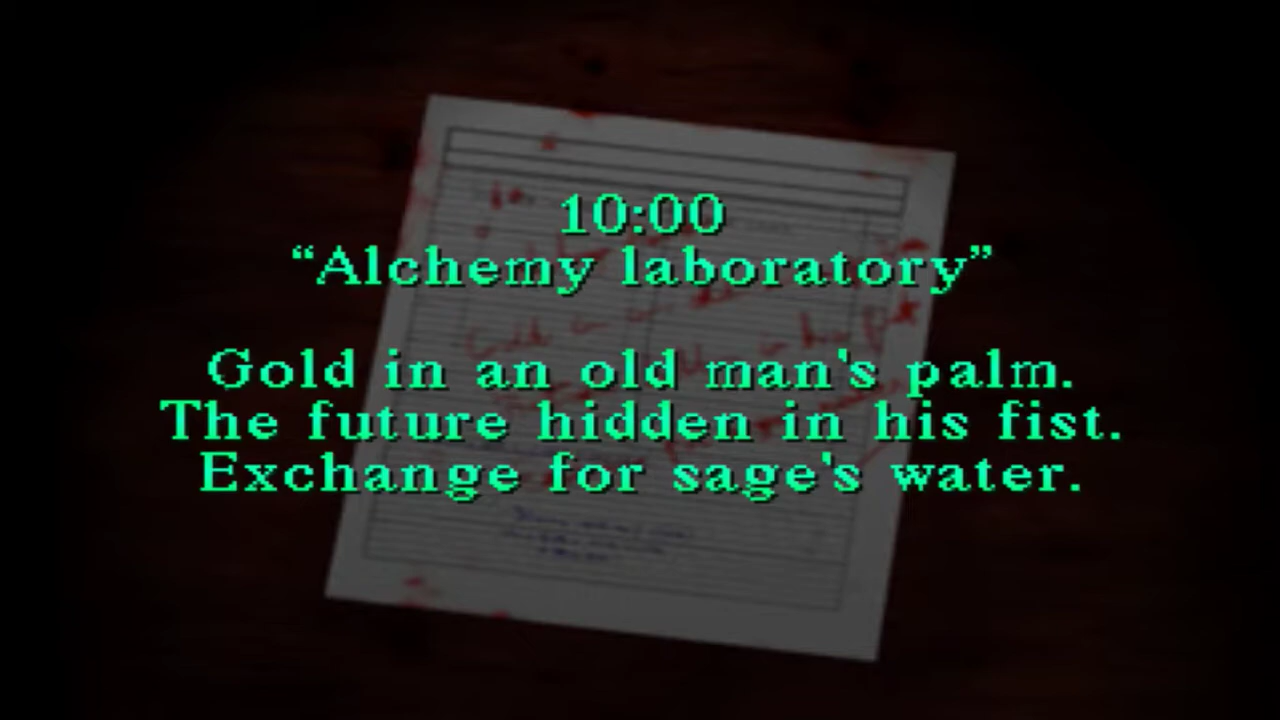 10:00
“Alchemy laboratory”
Gold in an old man's palm.
The future hidden in his fist.
Exchange for sage's water.